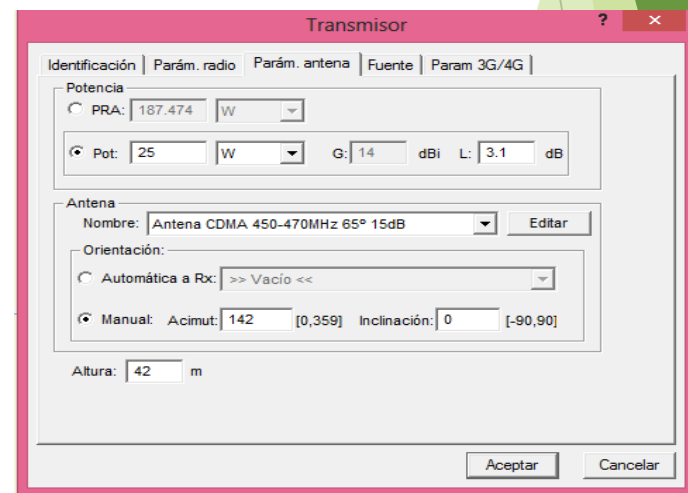 Transmisor ? ×
Identificación Parám. radio Parám. antena Fuente Param 3G/4G
Potencia
PRA: 187.474 W
Pot: 25 W G: 14 dBi L: 3.1 dB
Antena
Nombre: Antena CDMA 450-470MHz 65º 15dB Editar
Orientación:
Automática a Rx: >> Vacío <<
Manual: Acimut: 142 [0,359] Inclinación: 0 [-90,90]
Altura: 42 m
Aceptar Cancelar